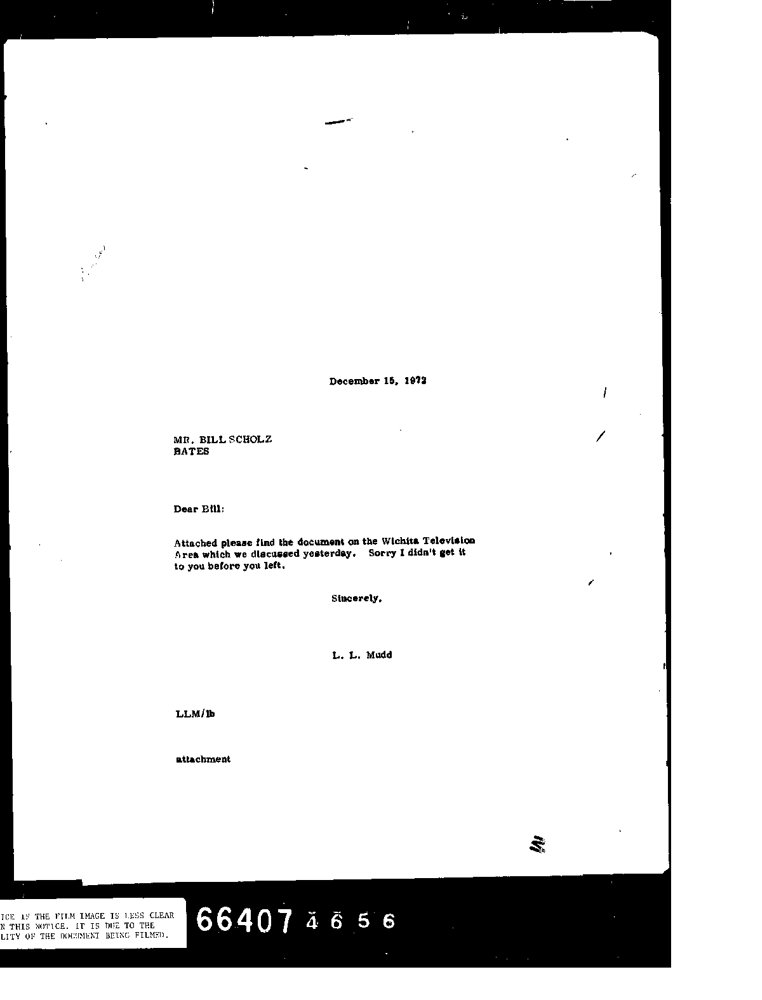 December 15, 1972
MR. BILL SCHOLZ
BATES
Dear Bill:
Attached please find the document on the Wichita Television
Area which we discussed yesterday. Sorry I didn't get it
to you before you left.
Sincerely,
L. L. Mudd
LLM/lb
attachment
ICE IF THE FILM IMAGE IS LESS CLEAR
N THIS NOTICE. IT IS DUE TO THE
LITY OF THE DOCUMENT BEING FILMED.
66407 4656